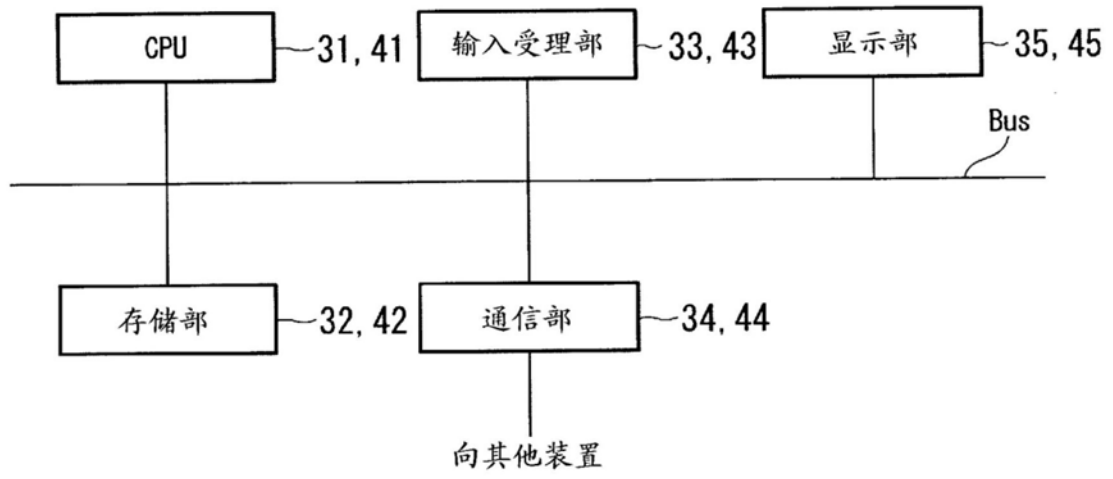 CPU
31, 41
输入受理部
33, 43
显示部
35, 45
Bus
存储部
32, 42
通信部
34, 44
向其他装置